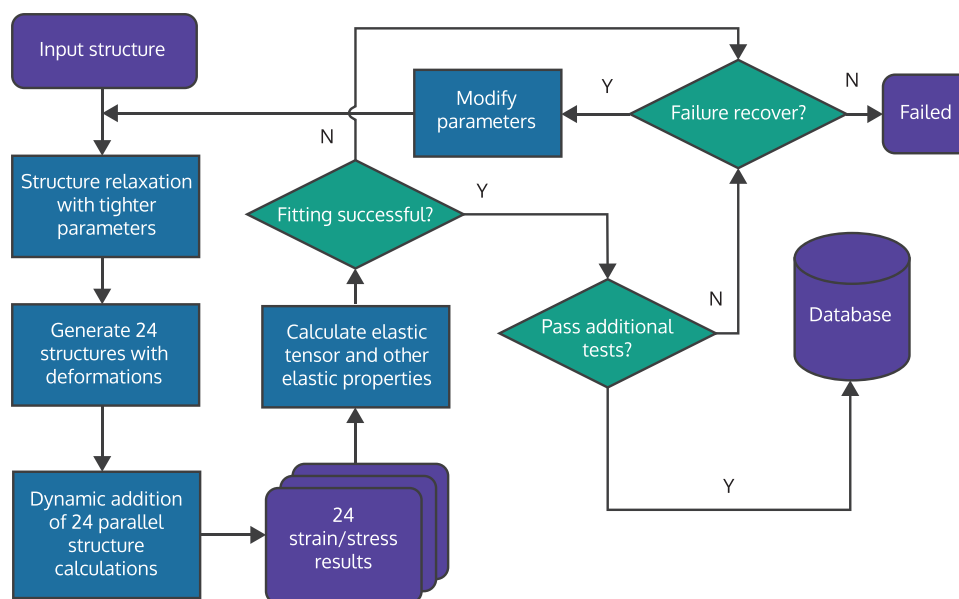 Input structure
Structure relaxation
with tighter
parameters
Generate 24
structures with
deformations
Dynamic addition
of 24 parallel
structure
calculations
24
strain/stress
results
Calculate elastic
tensor and other
elastic properties
Fitting successful?
N
Y
Pass additional
tests?
N
Y
Failure recover?
Y
N
Modify
parameters
Failed
Database